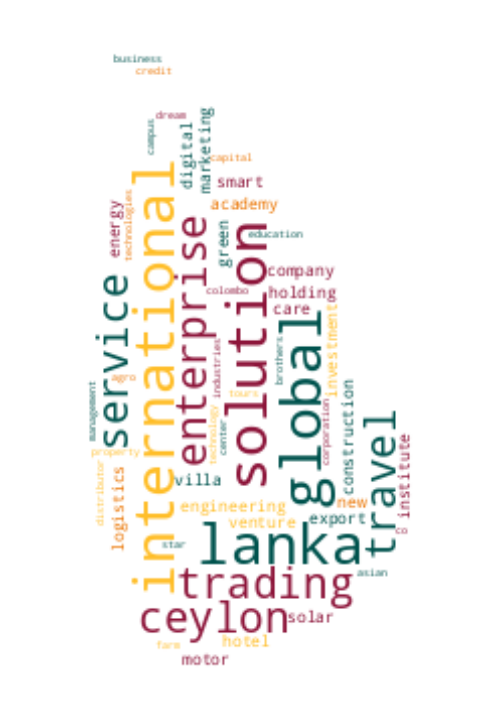 business
credit
dream
campus
digital
marketing
capital
smart
academy
energy
technologies
international
enterprise
green
solution
education
company
colombo
holding
care
service
global
investment
brothers
industries
agro
tours
management
technology
center
corporation
construction
travel
institute
property
distributor
logistics
villa
engineering
venture
new
export
co
star
lanka
asian
trading
ceylon
solar
farm
hotel
motor